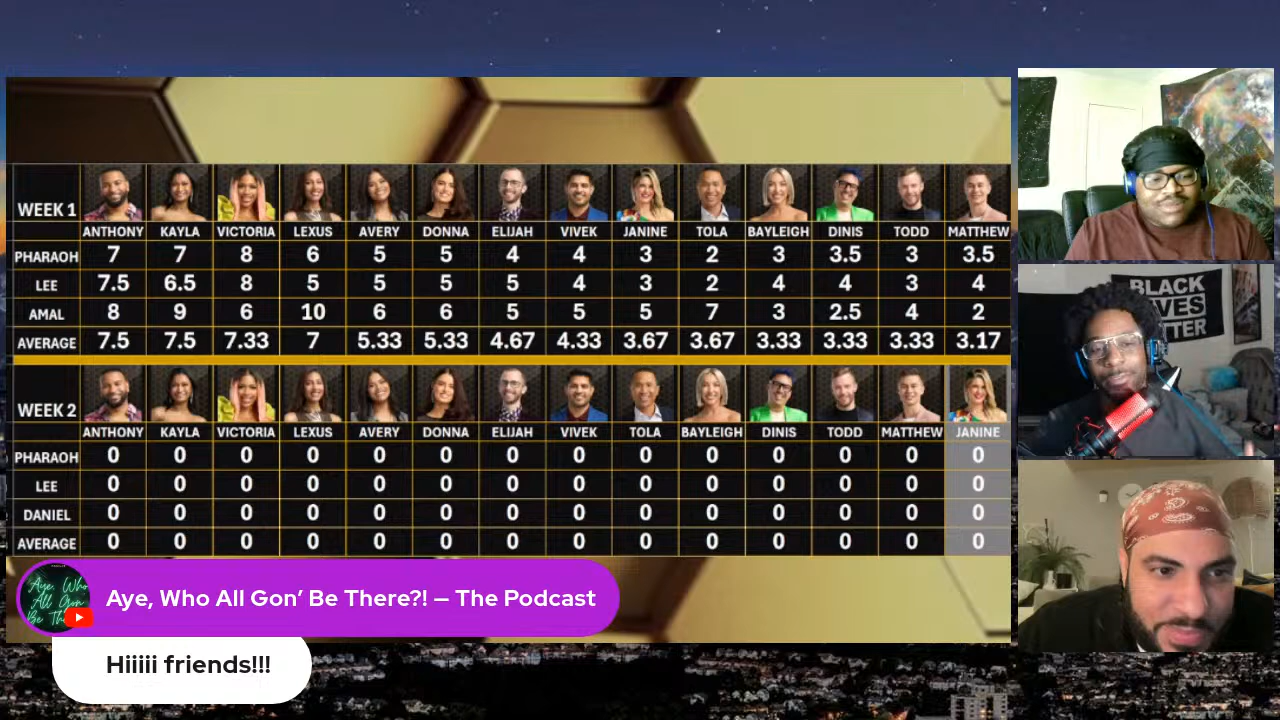 WEEK 1
ANTHONY KAYLA VICTORIA LEXUS AVERY DONNA ELIJAH VIVEK JANINE TOLA BAYLEIGH DINIS TODD MATTHEW
PHARAOH 7 7 8 6 5 5 4 4 3 2 3 3.5 3 3.5
LEE 7.5 6.5 8 5 5 5 5 4 3 2 4 4 3 4
AMAL 8 9 6 10 6 6 5 5 5 7 3 2.5 4 2
AVERAGE 7.5 7.5 7.33 7 5.33 5.33 4.67 4.33 3.67 3.67 3.33 3.33 3.33 3.17
WEEK 2
ANTHONY KAYLA VICTORIA LEXUS AVERY DONNA ELIJAH VIVEK TOLA BAYLEIGH DINIS TODD MATTHEW JANINE
PHARAOH 0 0 0 0 0 0 0 0 0 0 0 0 0 0
LEE 0 0 0 0 0 0 0 0 0 0 0 0 0 0
DANIEL 0 0 0 0 0 0 0 0 0 0 0 0 0 0
AVERAGE 0 0 0 0 0 0 0 0 0 0 0 0 0 0
BLACK
Aye, Who
All Gon'
Be The
Aye, Who All Gon' Be There?! — The Podcast
Hiiiii friends!!!